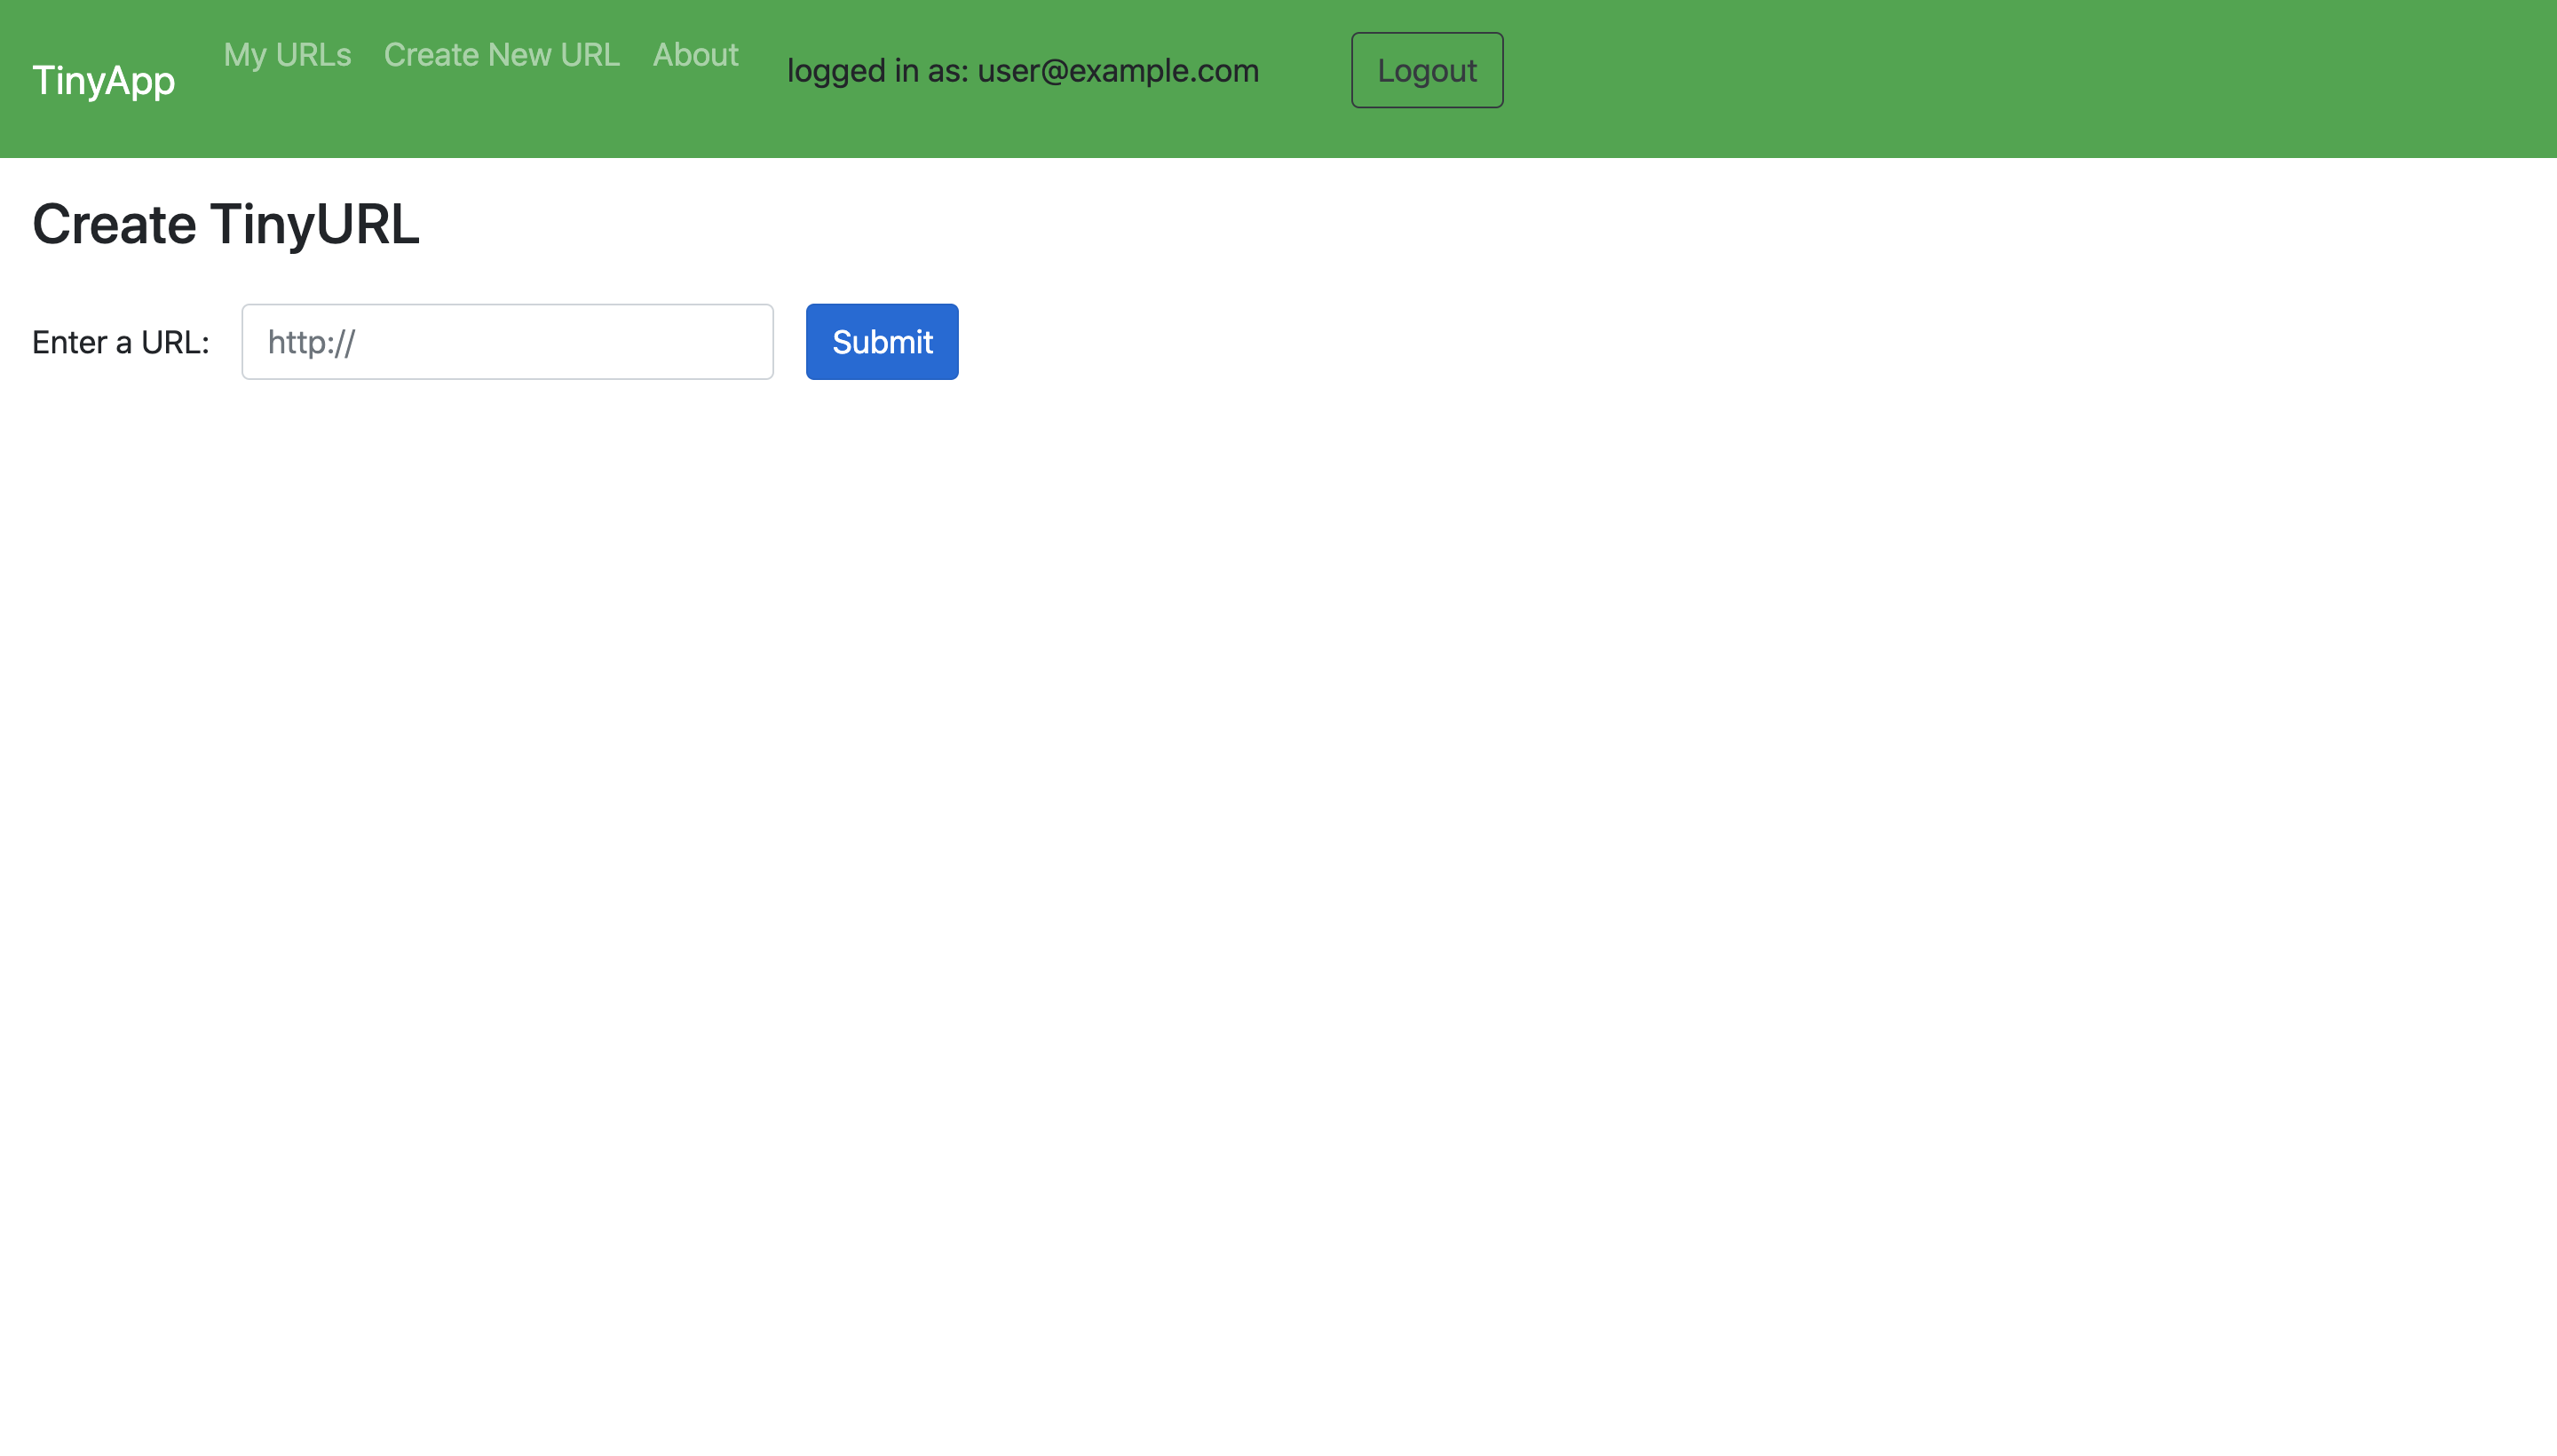 TinyApp My URLs Create New URL About logged in as: user@example.com Logout
Create TinyURL
Enter a URL: http:// Submit